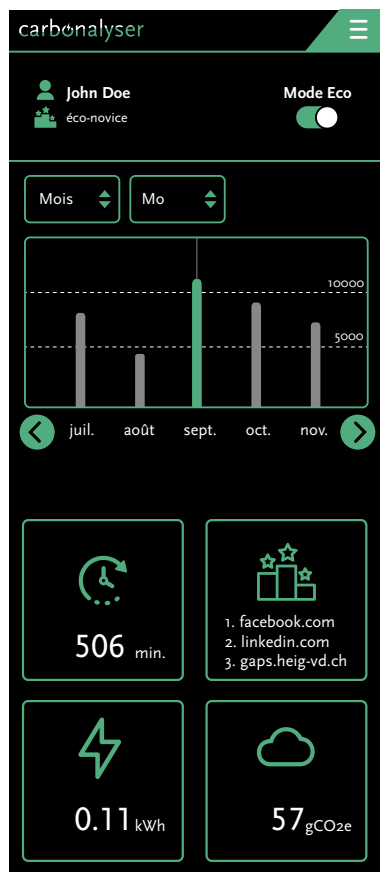 carbonalyser
John Doe
Mode Eco
éco-novice
Mois
Mo
10000
5000
juil. août sept. oct. nov.
506 min.
1. facebook.com
2. linkedin.com
3. gaps.heig-vd.ch
0.11 kWh
57gCO2e